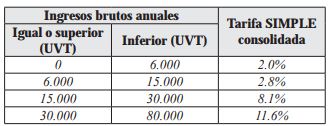 Ingresos brutos anuales
Tarifa SIMPLE
consolidada
Igual o superior
(UVT)
Inferior (UVT)
0 6.000 2.0%
6.000 15.000 2.8%
15.000 30.000 8.1%
30.000 80.000 11.6%